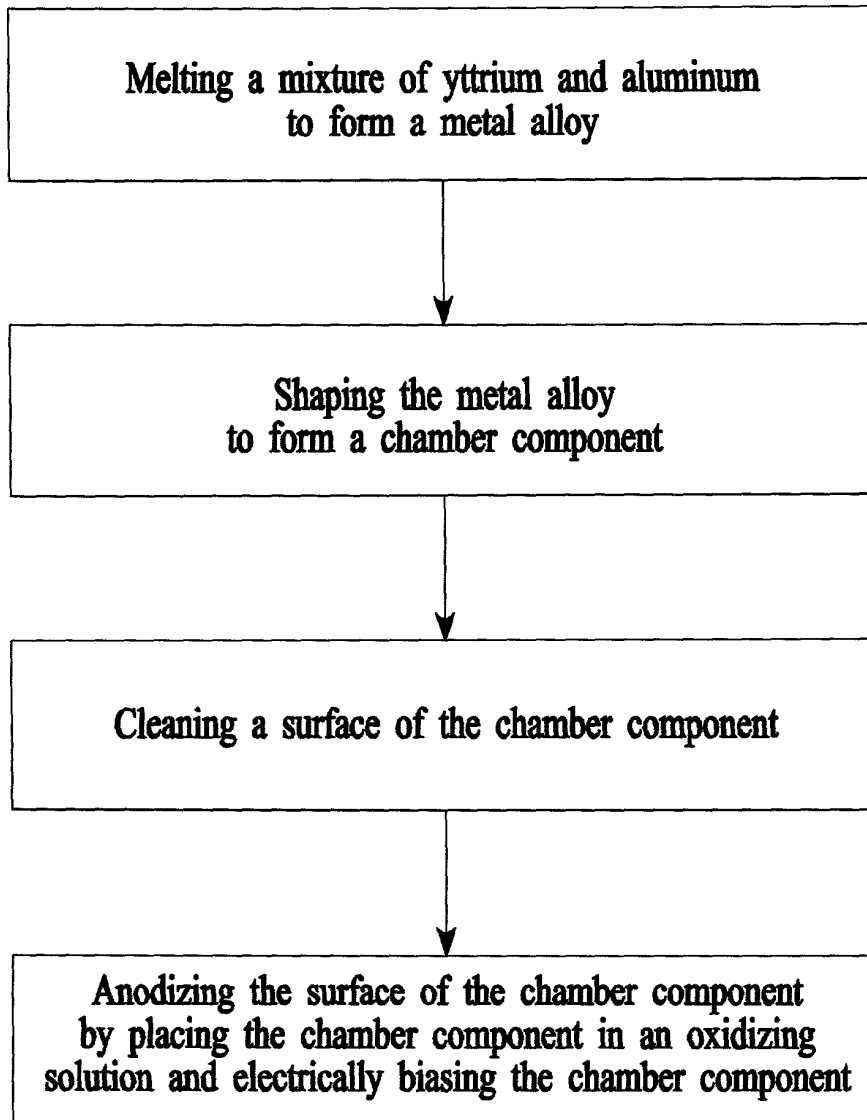 Melting a mixture of yttrium and aluminum
to form a metal alloy
Shaping the metal alloy
to form a chamber component
Cleaning a surface of the chamber component
Anodizing the surface of the chamber component
by placing the chamber component in an oxidizing
solution and electrically biasing the chamber component